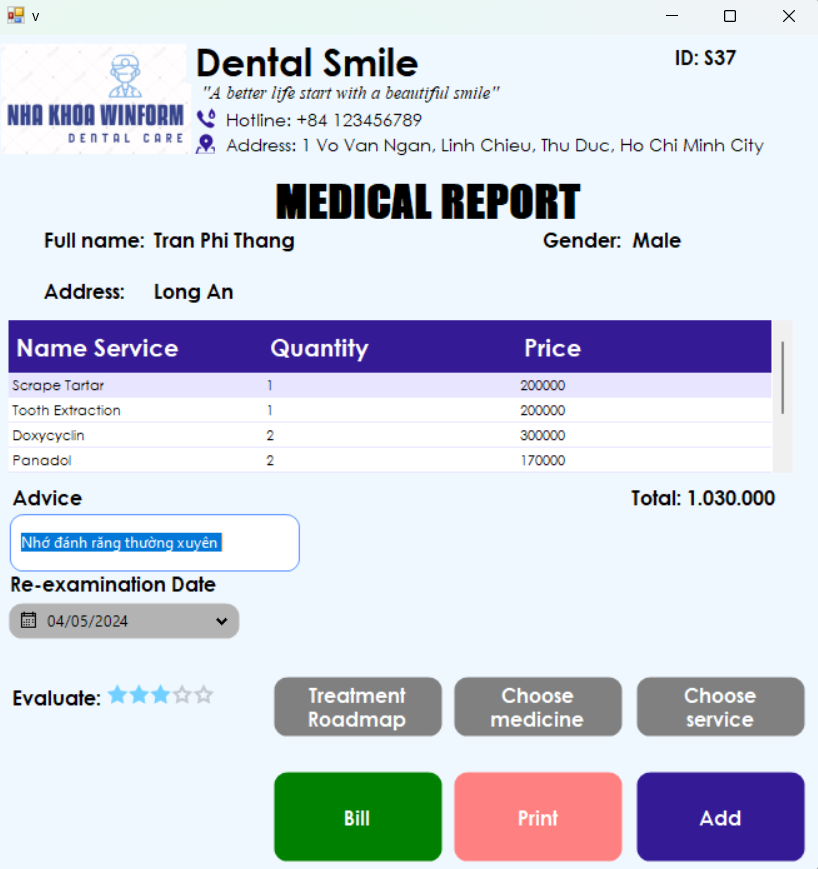 v
NHA KHOA WINFORM
DENTAL CARE
Dental Smile
ID: S37
"A better life start with a beautiful smile"
Hotline: +84 123456789
Address: 1 Vo Van Ngan, Linh Chieu, Thu Duc, Ho Chi Minh City
MEDICAL REPORT
Full name: Tran Phi Thang Gender: Male
Address: Long An
Name Service Quantity Price
Scrape Tartar 1 200000
Tooth Extraction 1 200000
Doxycyclin 2 300000
Panadol 2 170000
Advice Total: 1.030.000
Nhớ đánh răng thường xuyên
Re-examination Date
04/05/2024
Evaluate:
Treatment
Roadmap
Choose
medicine
Choose
service
Bill Print Add